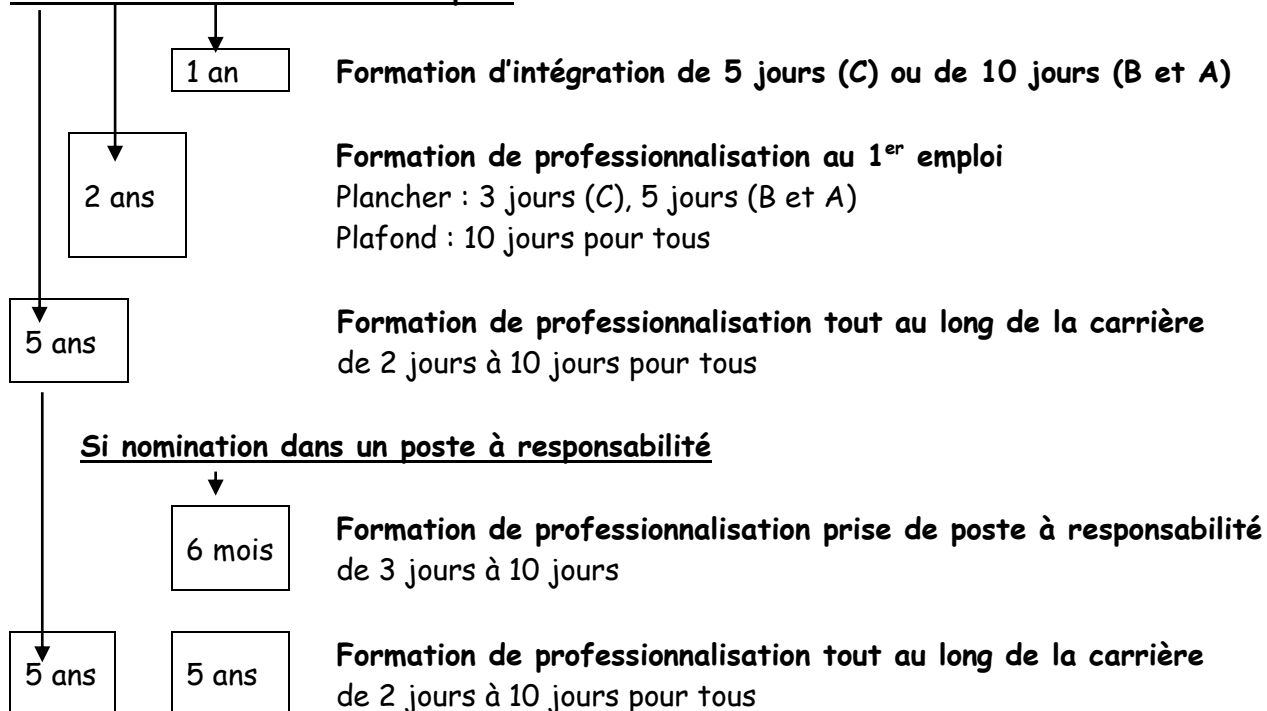 1 an Formation d'intégration de 5 jours (C) ou de 10 jours (B et A)
Formation de professionnalisation au 1er emploi
2 ans Plancher : 3 jours (C), 5 jours (B et A)
Plafond : 10 jours pour tous
Formation de professionnalisation tout au long de la carrière
5 ans
de 2 jours à 10 jours pour tous
Si nomination dans un poste à responsabilité
Formation de professionnalisation prise de poste à responsabilité
6 mois
de 3 jours à 10 jours
Formation de professionnalisation tout au long de la carrière
5 ans 5 ans
de 2 jours à 10 jours pour tous